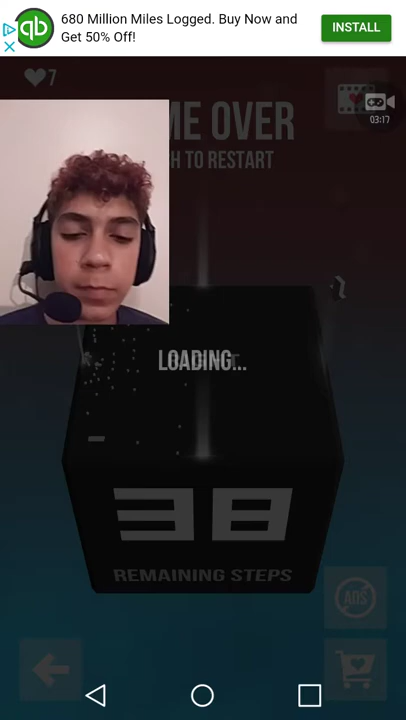 680 Million Miles Logged. Buy Now and
Get 50% Off!
INSTALL
qb
7
ME OVER
03:17
H TO RESTART
LOADING...
38
REMAINING STEPS
ADS